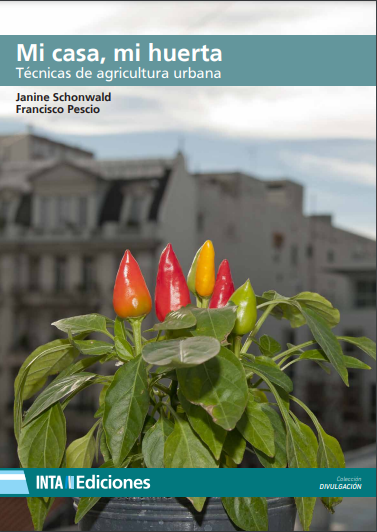 Mi casa, mi huerta
Técnicas de agricultura urbana
Janine Schonwald
Francisco Pescio
INTA Ediciones
Colección
DIVULGACIÓN